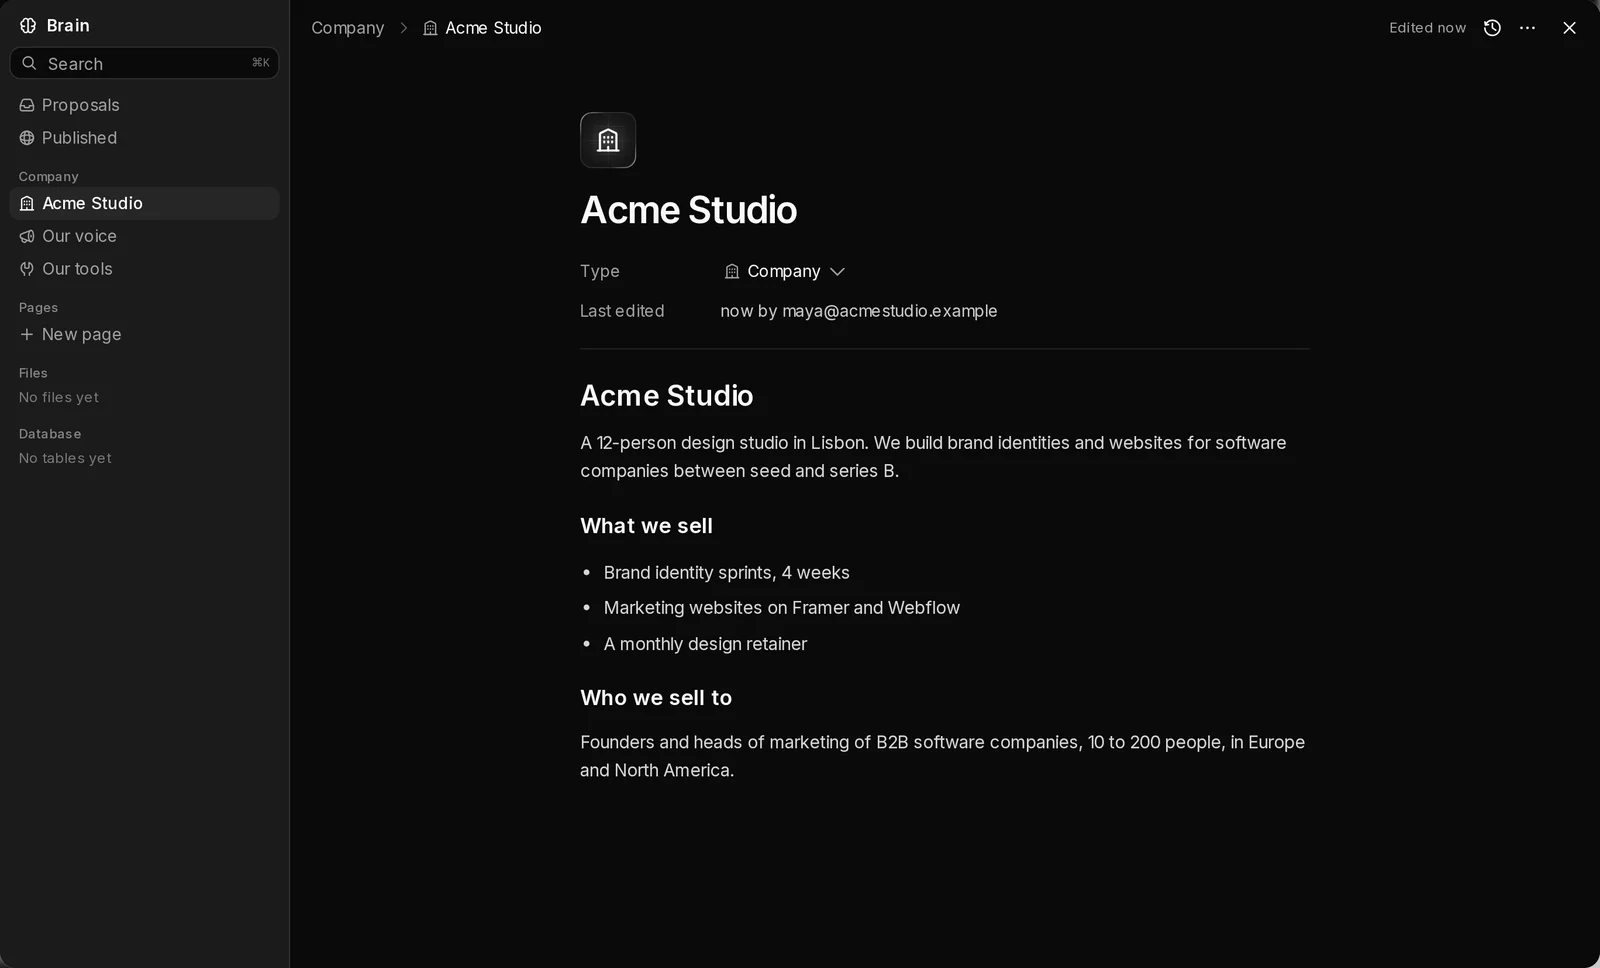 Brain
Search ⌘K
Proposals
Published
Company
Acme Studio
Our voice
Our tools
Pages
New page
Files
No files yet
Database
No tables yet
Company
Acme Studio
Edited now
Acme Studio
Type Company
Last edited now by maya@acmestudio.example
Acme Studio
A 12-person design studio in Lisbon. We build brand identities and websites for software
companies between seed and series B.
What we sell
• Brand identity sprints, 4 weeks
• Marketing websites on Framer and Webflow
• A monthly design retainer
Who we sell to
Founders and heads of marketing of B2B software companies, 10 to 200 people, in Europe
and North America.